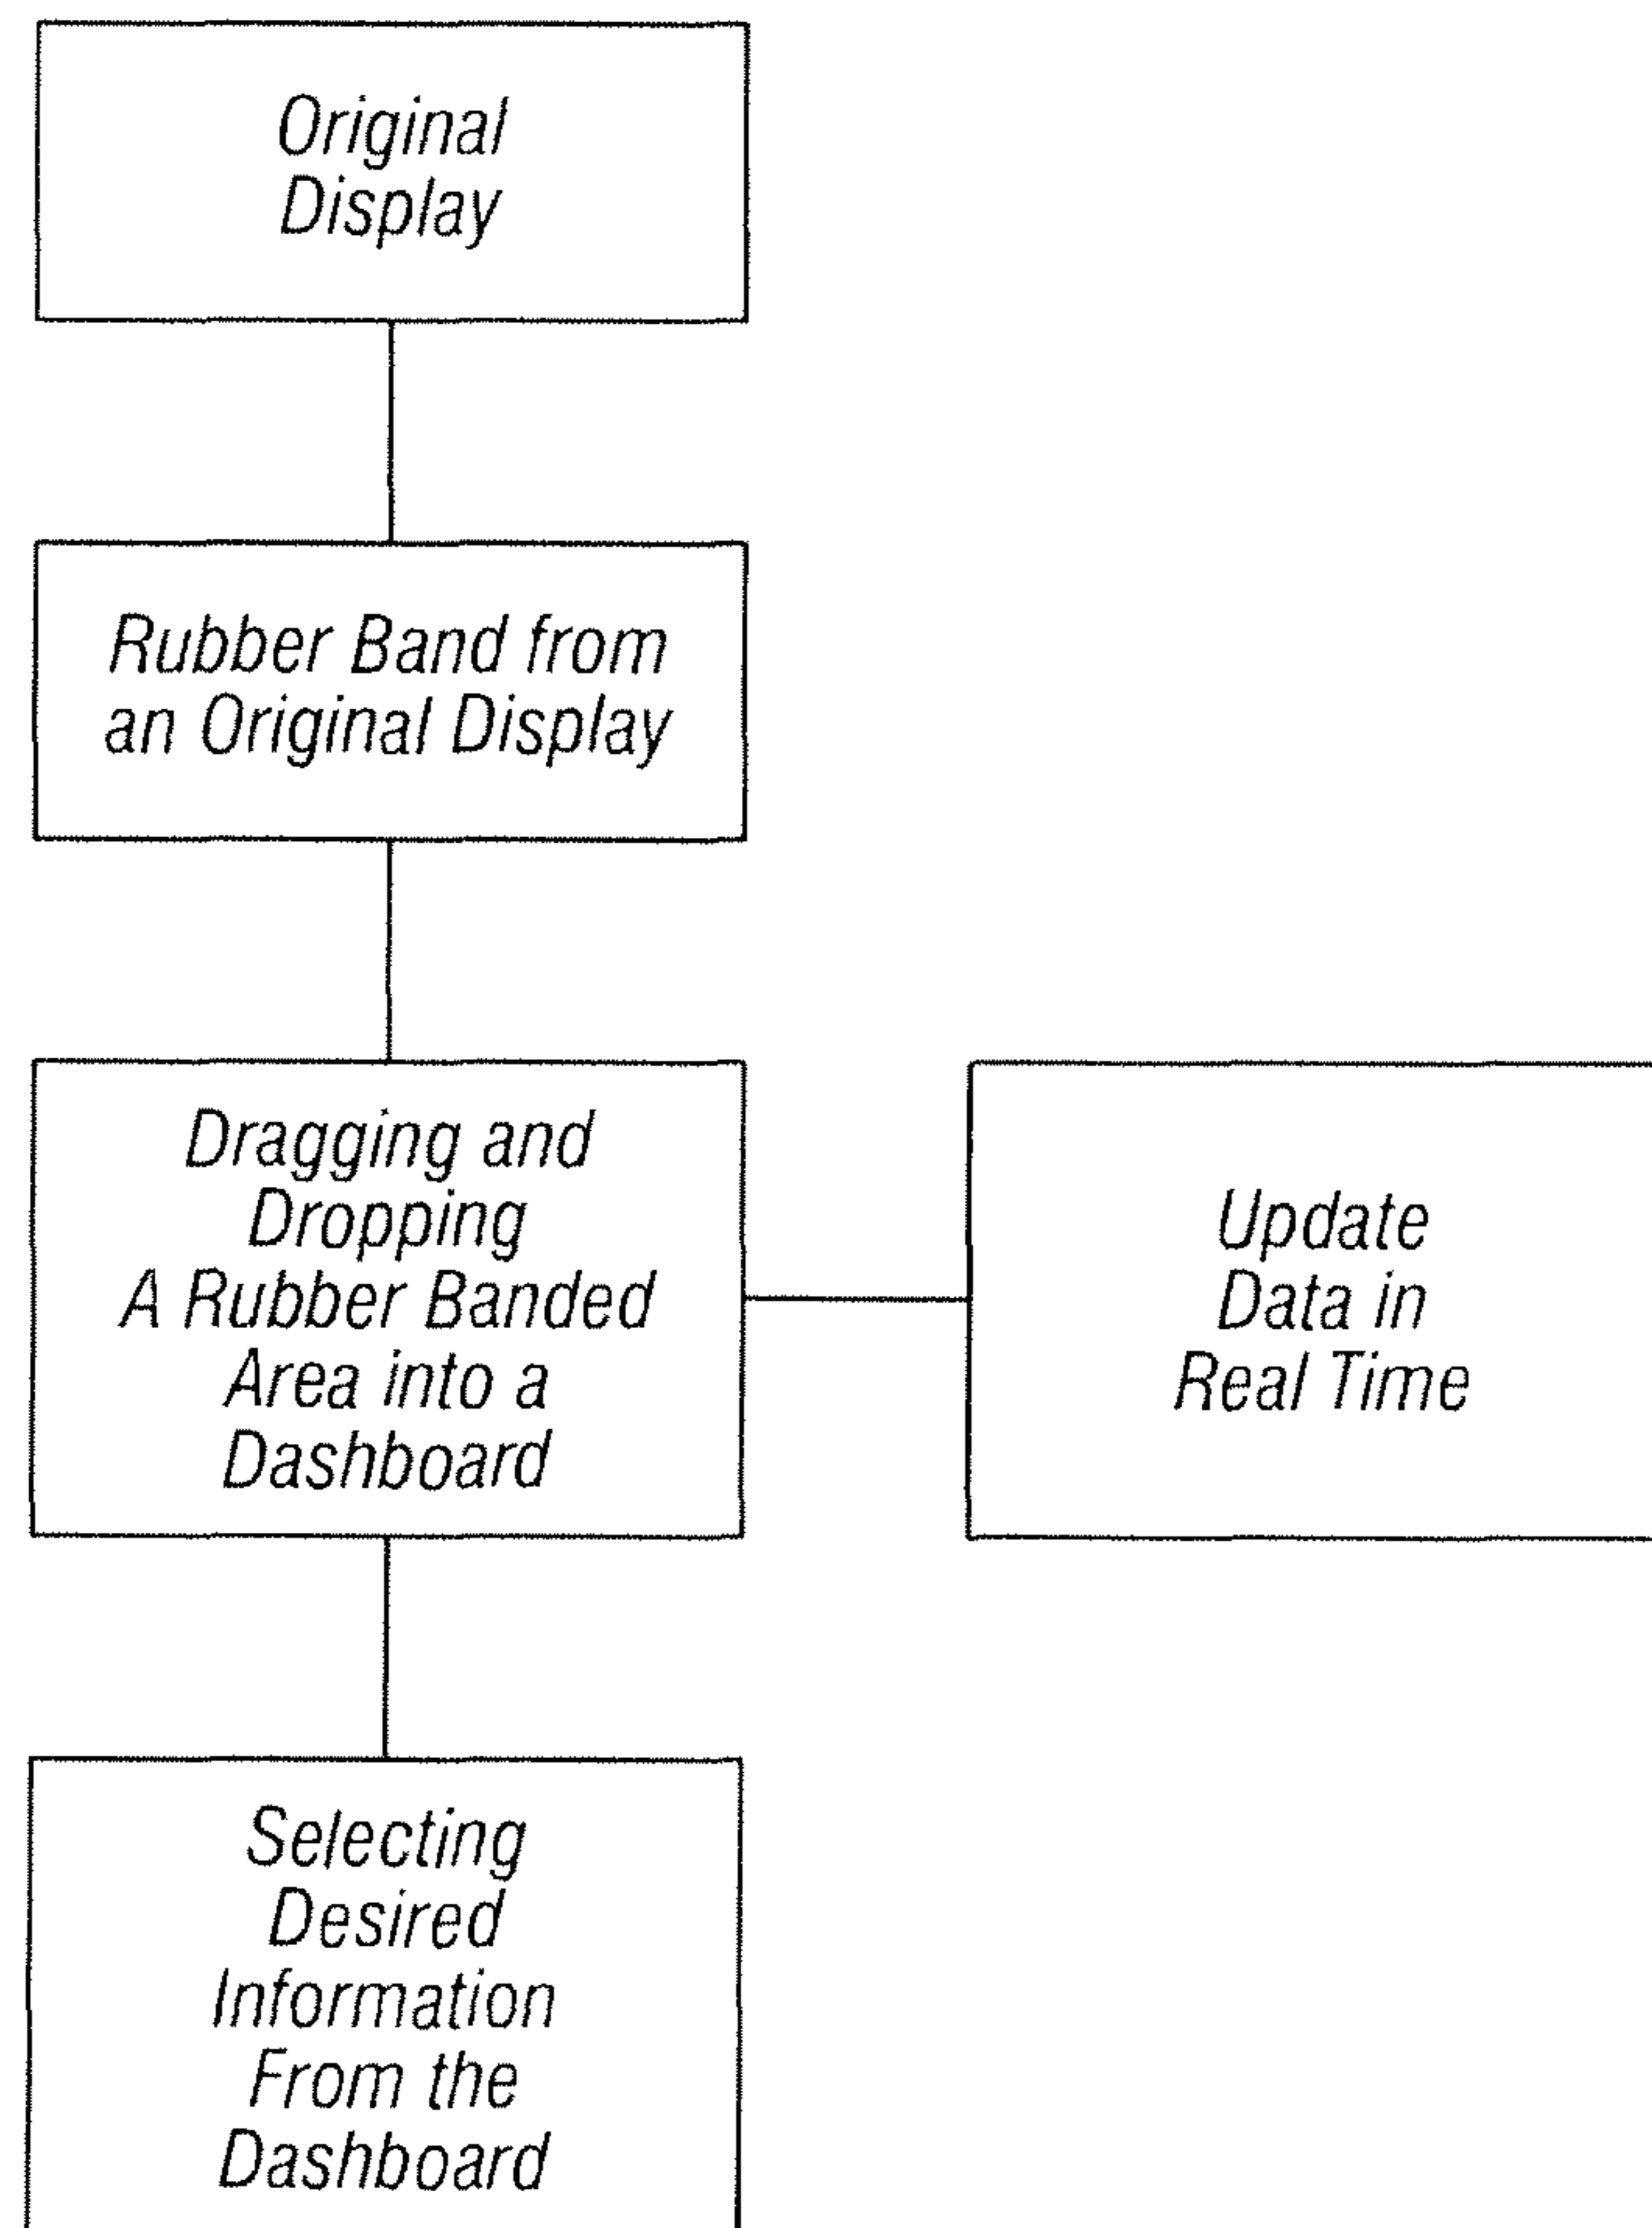 Original
Display
Rubber Band from
an Original Display
Dragging and
Dropping
A Rubber Banded
Area into a
Dashboard
Update
Data in
Real Time
Selecting
Desired
Information
From the
Dashboard